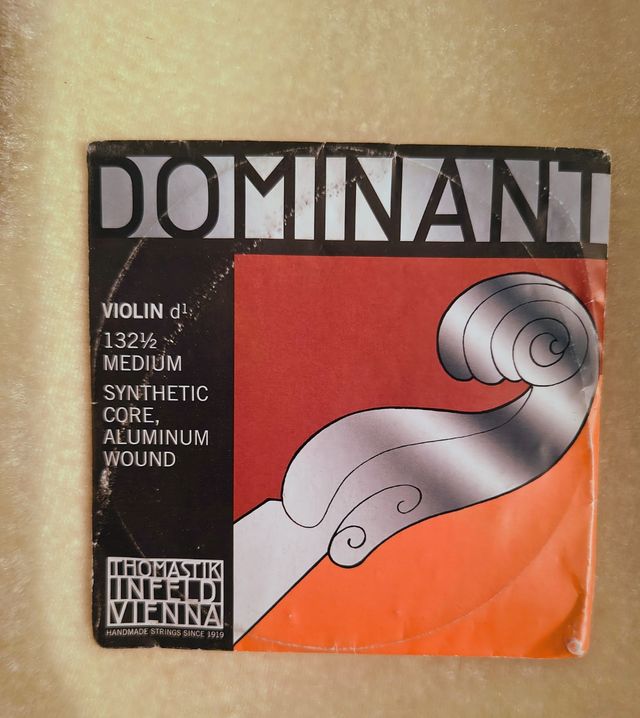 DOMINANT
VIOLIN d¹
132½
MEDIUM
SYNTHETIC
CORE,
ALUMINUM
WOUND
THOMASTIK
INFELD
VIENNA
HANDMADE STRINGS SINCE 1919